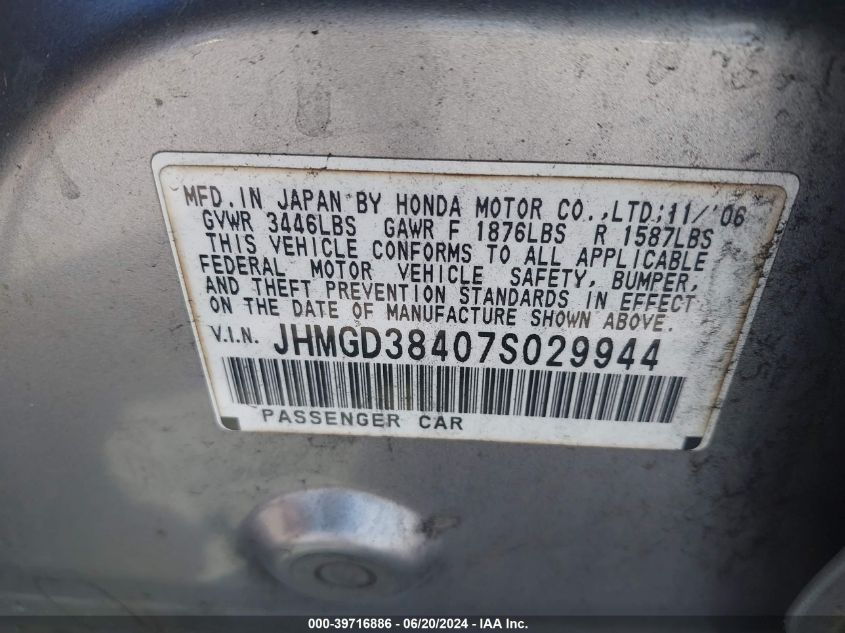 MFD. IN JAPAN BY HONDA MOTOR CO.,LTD:11/'06
GVWR 3446LBS GAWR F 1876LBS R 1587LBS
THIS VEHICLE CONFORMS TO ALL APPLICABLE
FEDERAL MOTOR VEHICLE SAFETY, BUMPER,
AND THEFT PREVENTION STANDARDS IN EFFECT
ON THE DATE OF MANUFACTURE SHOWN ABOVE.
V.I.N. JHMGD38407S029944
PASSENGER CAR
000-39716886 - 06/20/2024 - IAA Inc.